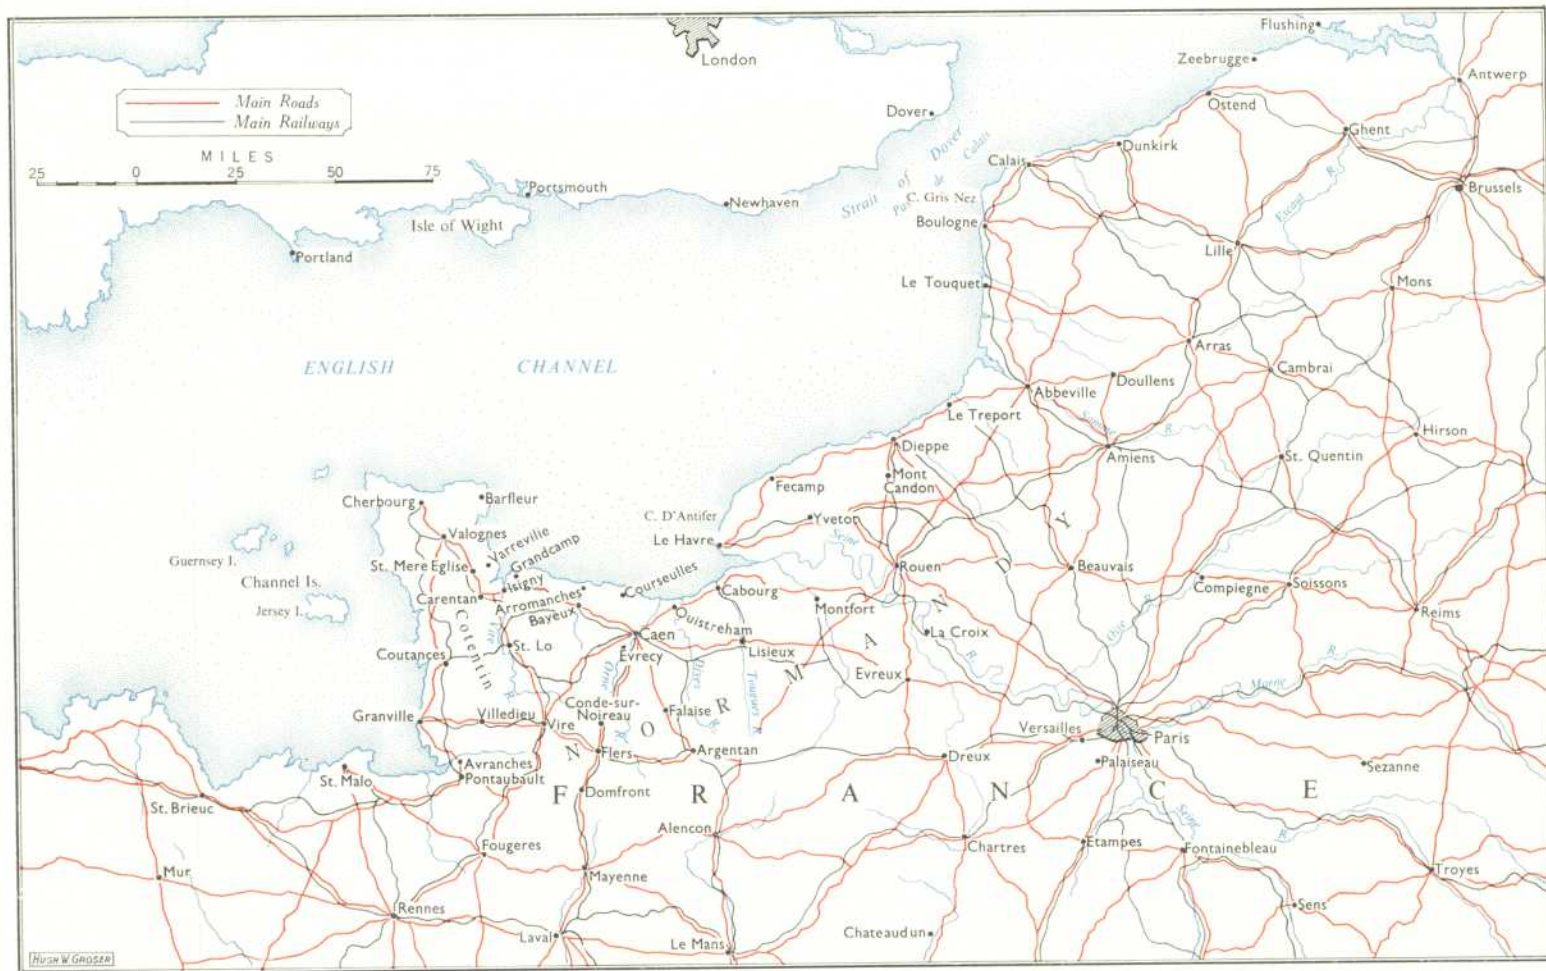 London
Flushing
Zeebrugge
Antwerp
Ostend
Main Roads
Main Railways
MILES
25 0 25 50 75
Dover
Ghent
Dunkirk
Calais
Strait of Dover
Pas de Calais
C. Gris Nez
Portsmouth
Newhaven
Isle of Wight
Boulogne
Escaut R.
Brussels
Portland
Lille
Le Touquet
Mons
ENGLISH CHANNEL
Arras
Doullens
Cambrai
Abbeville
Le Treport
Somme R.
Hirson
Dieppe
Amiens
St. Quentin
Mont
Candon
Fecamp
Cherbourg
Barfleur
C. D'Antifer
Yvetot
Valognes
Le Havre
Seine
Varreville
Grandcamp
Guernsey I.
St. Mere Eglise
Channel Is.
Isigny
Courseulles
Rouen
Beauvais
Compiegne
Soissons
Jersey I.
Carentan
Arromanches
Cabourg
Montfort
Reims
Bayeux
Ouistreham
Oise
R.
Cotentin
Vire
R.
St. Lo
Caen
Lisieux
La Croix
R.
Coutances
Evrecy
Evreux
Orne
R.
Dives
R.
Touques R
Marne
R.
Granville
Villedieu
Vire
Conde-sur-
Noireau
Falaise
NORMANDY
Versailles
Paris
Avranches
Flers
Argentan
Dreux
Palaiseau
Sezanne
St. Malo
Pontaubault
St. Brieuc
Domfront
FRANCE
Seine
R.
Alencon
Fougeres
Chartres
Etampes
Fontainebleau
Mur
Mayenne
Troyes
Rennes
Sens
Laval
Le Mans
Chateaudun
HUGH W. GROSER